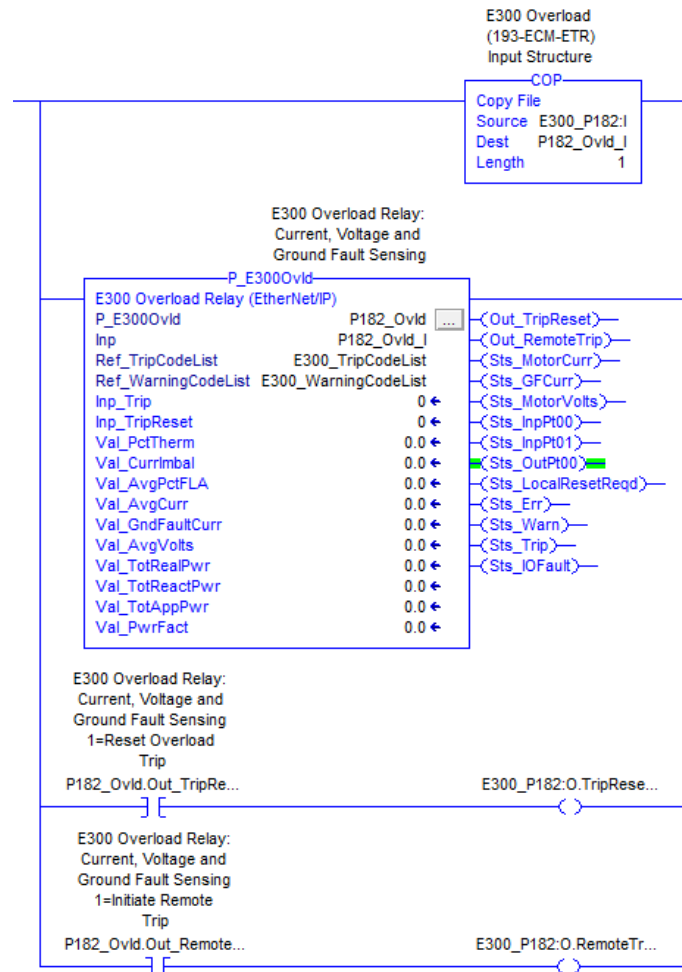 E300 Overload
(193-ECM-ETR)
Input Structure
COP
Copy File
Source E300_P182:I
Dest P182_Ovld_I
Length 1
E300 Overload Relay:
Current, Voltage and
Ground Fault Sensing
P_E300Ovld
E300 Overload Relay (EtherNet/IP)
P_E300Ovld P182_Ovld ... (Out_TripReset)
Inp P182_Ovld_I (Out_RemoteTrip)
Ref_TripCodeList E300_TripCodeList (Sts_MotorCurr)
Ref_WarningCodeList E300_WarningCodeList (Sts_GFCurr)
Inp_Trip 0 (Sts_MotorVolts)
Inp_TripReset 0 (Sts_InpPt00)
Val_PctTherm 0.0 (Sts_InpPt01)
Val_CurrImbal 0.0 (Sts_OutPt00)
Val_AvgPctFLA 0.0 (Sts_LocalResetReqd)
Val_AvgCurr 0.0 (Sts_Err)
Val_GndFaultCurr 0.0 (Sts_Warn)
Val_AvgVolts 0.0 (Sts_Trip)
Val_TotRealPwr 0.0 (Sts_IOFault)
Val_TotReactPwr 0.0
Val_TotAppPwr 0.0
Val_PwrFact 0.0
E300 Overload Relay:
Current, Voltage and
Ground Fault Sensing
1=Reset Overload
Trip
P182_Ovld.Out_TripRe... E300_P182:O.TripRese...
E300 Overload Relay:
Current, Voltage and
Ground Fault Sensing
1=Initiate Remote
Trip
P182_Ovld.Out_Remote... E300_P182:O.RemoteTr...